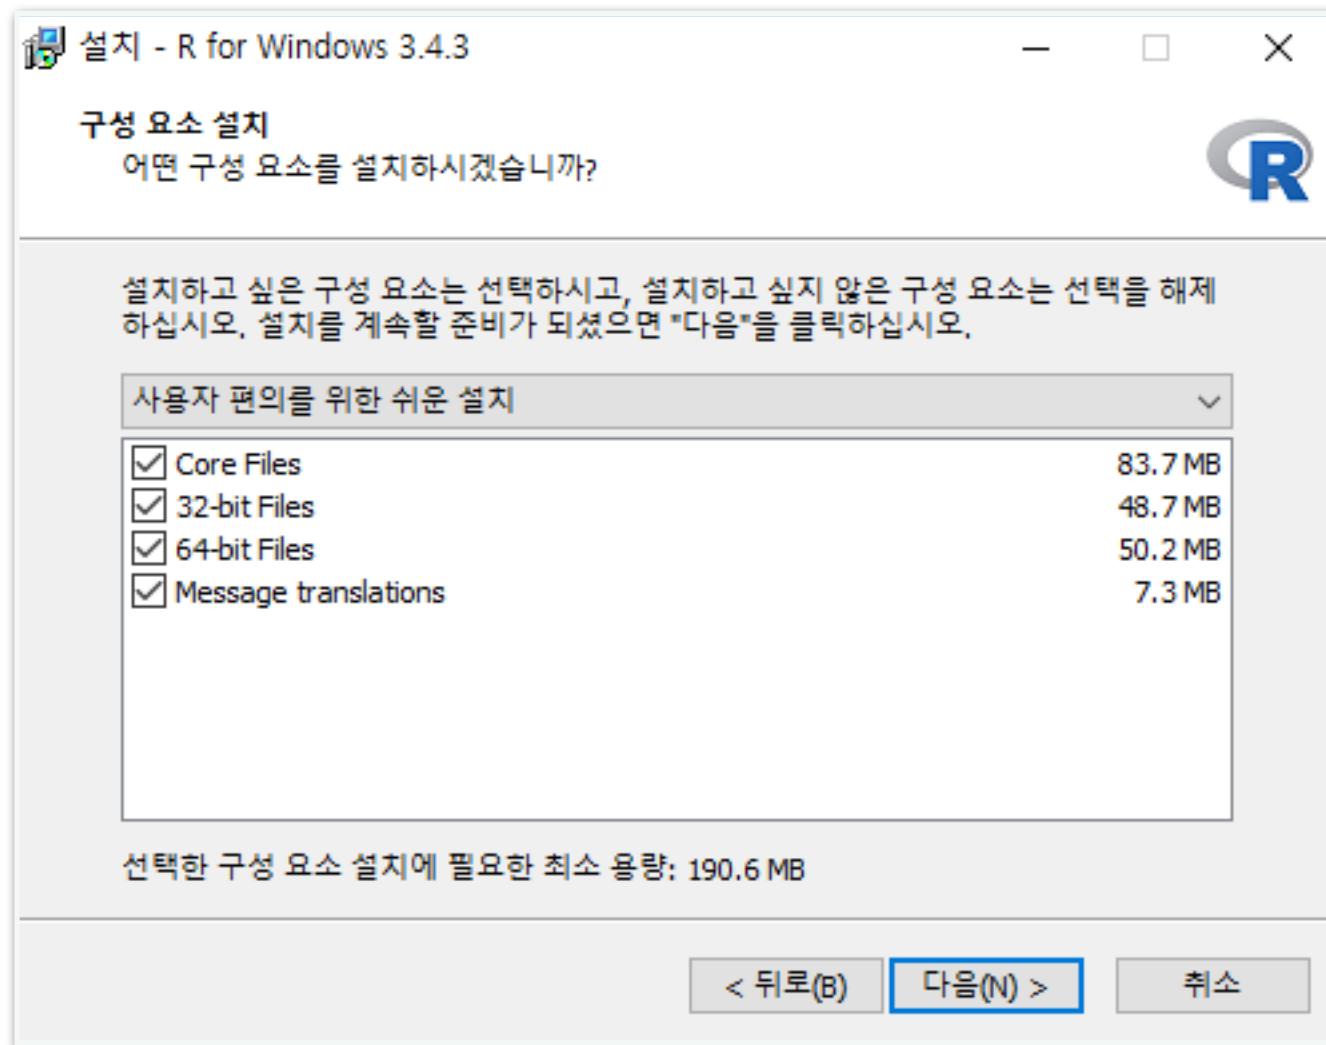 설치 - R for Windows 3.4.3
구성 요소 설치
어떤 구성 요소를 설치하시겠습니까?
R
설치하고 싶은 구성 요소는 선택하시고, 설치하고 싶지 않은 구성 요소는 선택을 해제
하십시오. 설치를 계속할 준비가 되셨으면 "다음"을 클릭하십시오.
사용자 편의를 위한 쉬운 설치
Core Files 83.7 MB
32-bit Files 48.7 MB
64-bit Files 50.2 MB
Message translations 7.3 MB
선택한 구성 요소 설치에 필요한 최소 용량: 190.6 MB
< 뒤로(B) 다음(N) > 취소